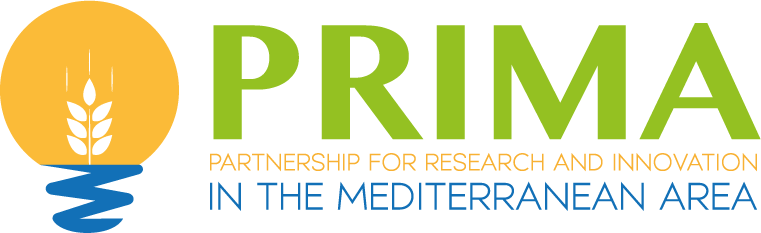 PRIMA
PARTNERSHIP FOR RESEARCH AND INNOVATION
IN THE MEDITERRANEAN AREA